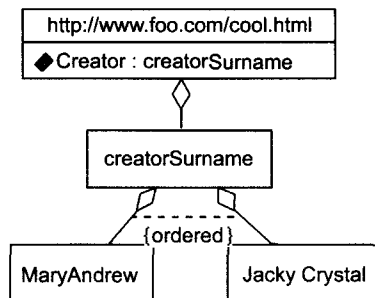 http://www.foo.com/cool.html
Creator : creatorSurname
creatorSurname
{ordered}
MaryAndrew
Jacky Crystal